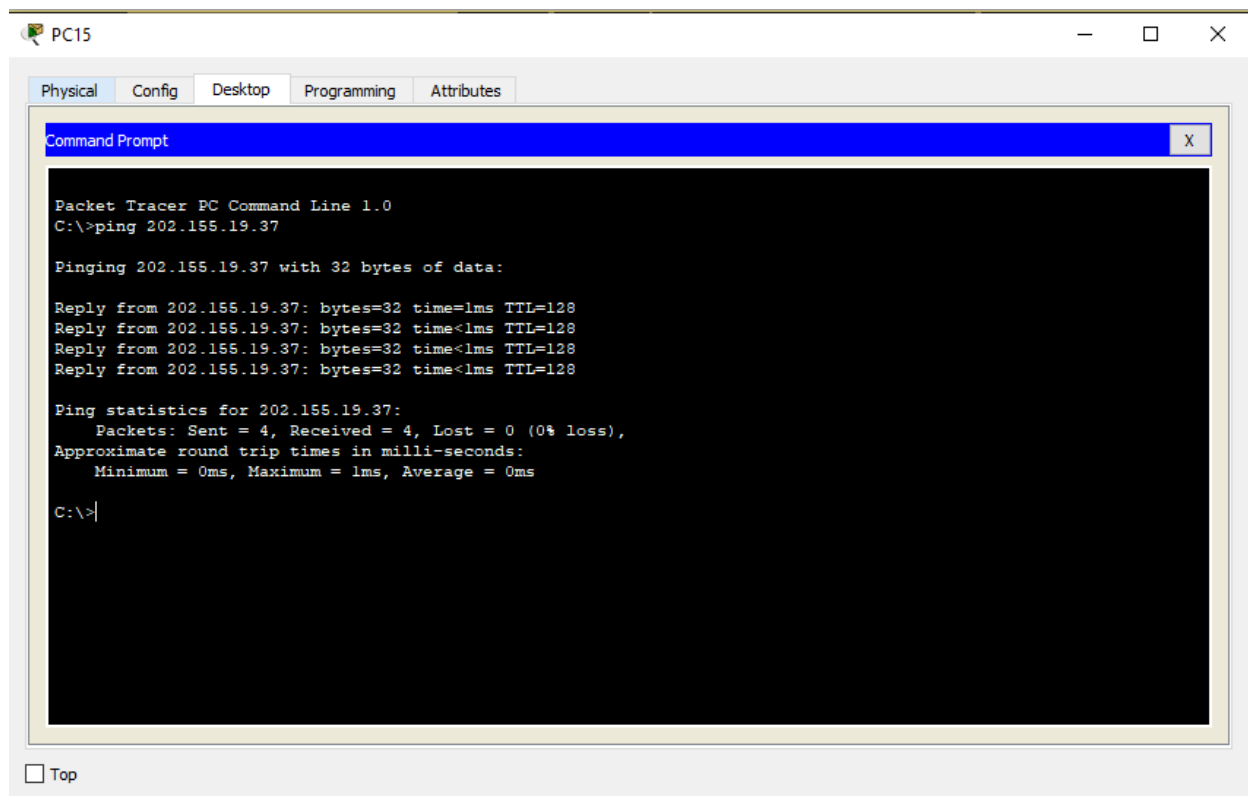 PC15
Physical Config Desktop Programming Attributes
Command Prompt
X
Packet Tracer PC Command Line 1.0
C:\>ping 202.155.19.37
Pinging 202.155.19.37 with 32 bytes of data:
Reply from 202.155.19.37: bytes=32 time=1ms TTL=128
Reply from 202.155.19.37: bytes=32 time<1ms TTL=128
Reply from 202.155.19.37: bytes=32 time<1ms TTL=128
Reply from 202.155.19.37: bytes=32 time<1ms TTL=128
Ping statistics for 202.155.19.37:
Packets: Sent = 4, Received = 4, Lost = 0 (0% loss),
Approximate round trip times in milli-seconds:
Minimum = 0ms, Maximum = 1ms, Average = 0ms
C:\>
Top